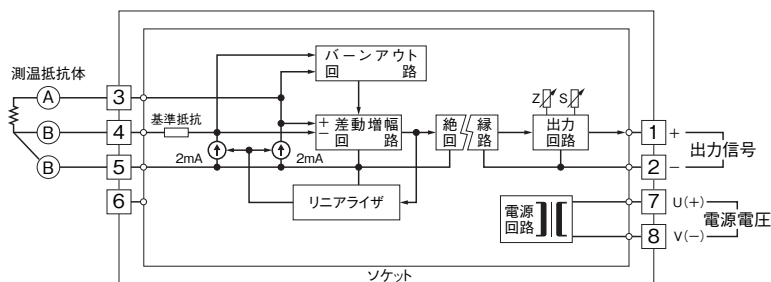 バーンアウト
回 路
測温抵抗体
A
3
B
4
基準抵抗
+
−
差動増幅
回 路
絶 縁
回 路
Z S
出力
回路
1 +
出力信号
2 −
B
5
2mA
2mA
6
リニアライザ
電源
回路
7 U(+)
電源電圧
8 V(−)
ソケット